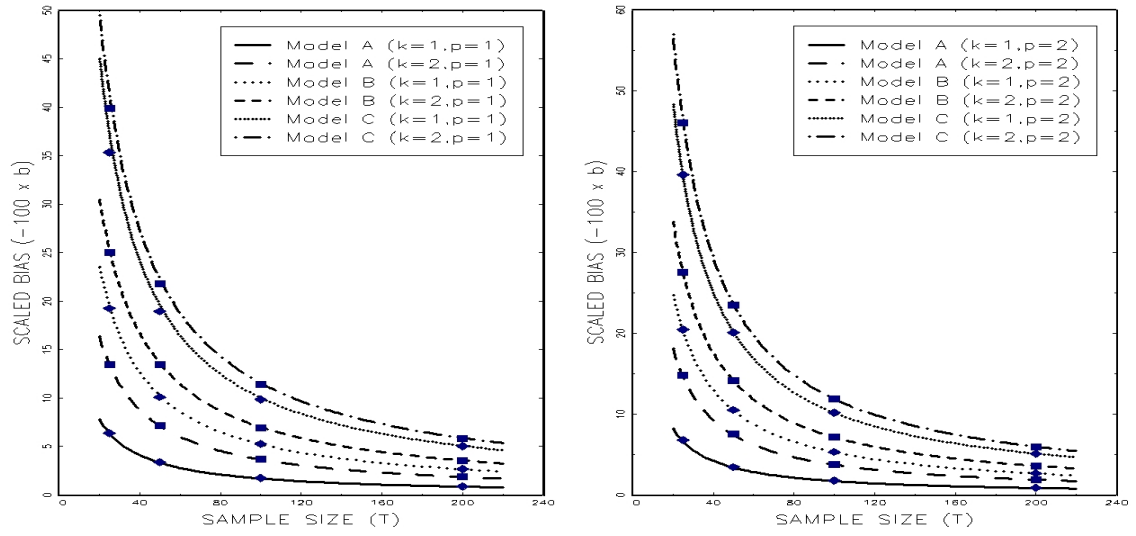 SCALED BIAS (-100 x b)
50
45
40
35
30
25
20
15
10
5
0
Model A (k=1,p=1)
Model A (k=2,p=1)
Model B (k=1,p=1)
Model B (k=2,p=1)
Model C (k=1,p=1)
Model C (k=2,p=1)
0 40 80 120 160 200 240
SAMPLE SIZE (T)
SCALED BIAS (-100 x b)
60
50
40
30
20
10
0
Model A (k=1,p=2)
Model A (k=2,p=2)
Model B (k=1,p=2)
Model B (k=2,p=2)
Model C (k=1,p=2)
Model C (k=2,p=2)
0 40 80 120 160 200 240
SAMPLE SIZE (T)